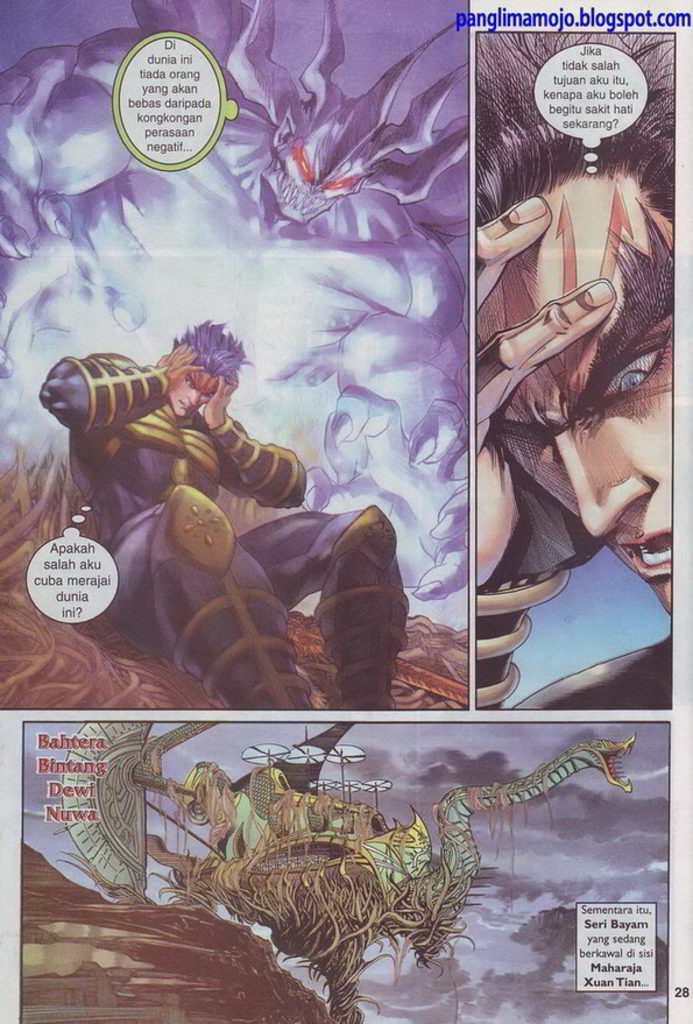 panglimamojo.blogspot.com
Di
dunia ini
tiada orang
yang akan
bebas daripada
kongkongan
perasaan
negatif...
Apakah
salah aku
cuba merajai
dunia
ini?
Jika
tidak salah
tujuan aku itu,
kenapa aku boleh
begitu sakit hati
sekarang?
Bahtera
Bintang
Dewi
Nuwa
Sementara itu,
Seri Bayam
yang sedang
berkawal di sisi
Maharaja
Xuan Tian...
28